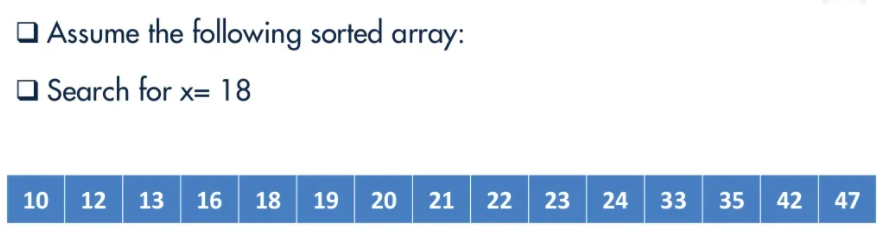 ❑ Assume the following sorted array:
❑ Search for x= 18
10 12 13 16 18 19 20 21 22 23 24 33 35 42 47